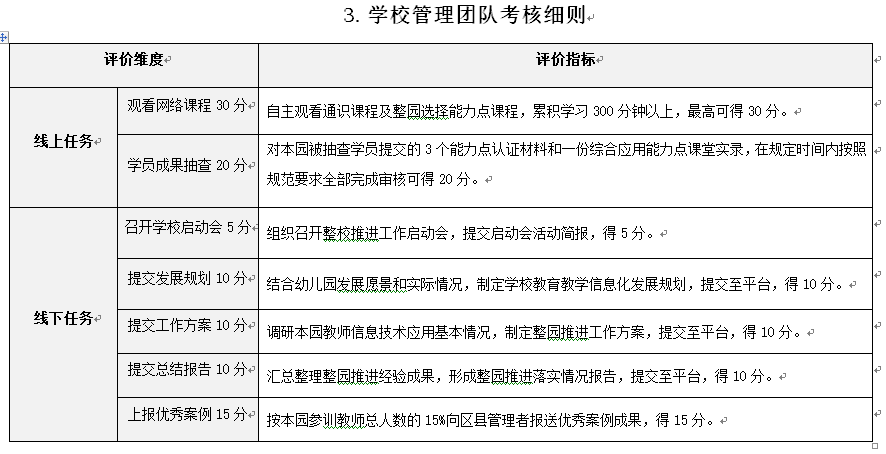 3. 学校管理团队考核细则
评价维度 评价指标
线上任务
观看网络课程 30 分
自主观看通识课程及整园选择能力点课程，累积学习 300 分钟以上，最高可得 30 分。
学员成果抽查 20 分
对本园被抽查学员提交的 3 个能力点认证材料和一份综合应用能力点课堂实录，在规定时间内按照
规范要求全部完成审核可得 20 分。
线下任务
召开学校启动会 5 分
组织召开整校推进工作启动会，提交启动会活动简报，得 5 分。
提交发展规划 10 分
结合幼儿园发展愿景和实际情况，制定学校教育教学信息化发展规划，提交至平台，得 10 分。
提交工作方案 10 分
调研本园教师信息技术应用基本情况，制定整园推进工作方案，提交至平台，得 10 分。
提交总结报告 10 分
汇总整理整园推进经验成果，形成整园推进落实情况报告，提交至平台，得 10 分。
上报优秀案例 15 分
按本园参训教师总人数的 15%向区县管理者报送优秀案例成果，得 15 分。